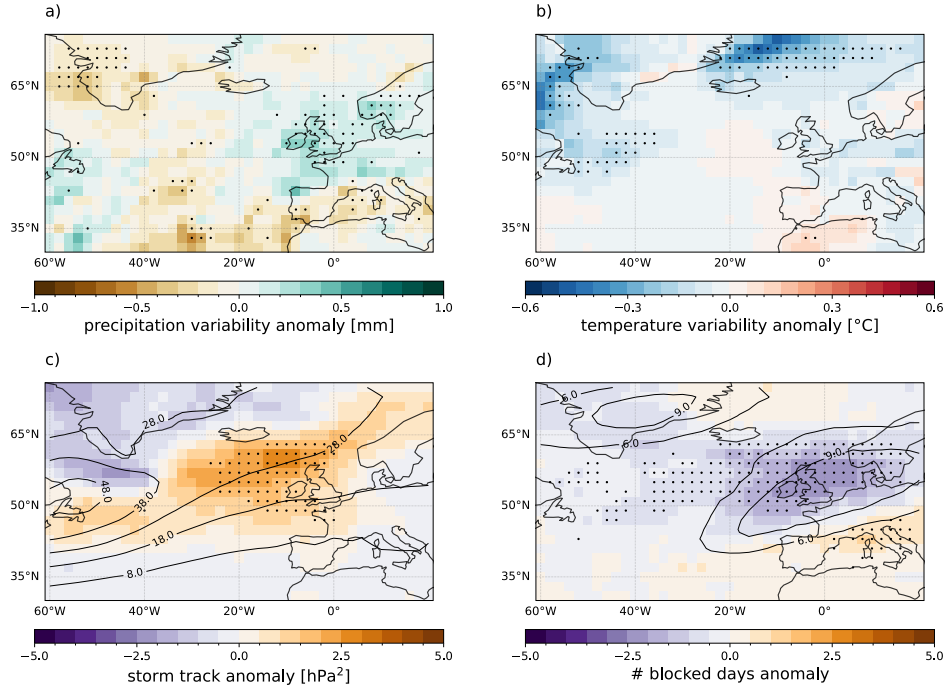 a)
b)
65°N
50°N
35°N
60°W
40°W
20°W
0°
65°N
50°N
35°N
60°W
40°W
20°W
0°
−1.0
−0.5
0.0
0.5
1.0
precipitation variability anomaly [mm]
−0.6
−0.3
0.0
0.3
0.6
temperature variability anomaly [°C]
c)
d)
28.0
28.0
48.0
38.0
18.0
8.0
65°N
50°N
35°N
60°W
40°W
20°W
0°
6.0
9.0
6.0
9.0
6.0
65°N
50°N
35°N
60°W
40°W
20°W
0°
−5.0
−2.5
0.0
2.5
5.0
storm track anomaly [hPa²]
−5.0
−2.5
0.0
2.5
5.0
# blocked days anomaly